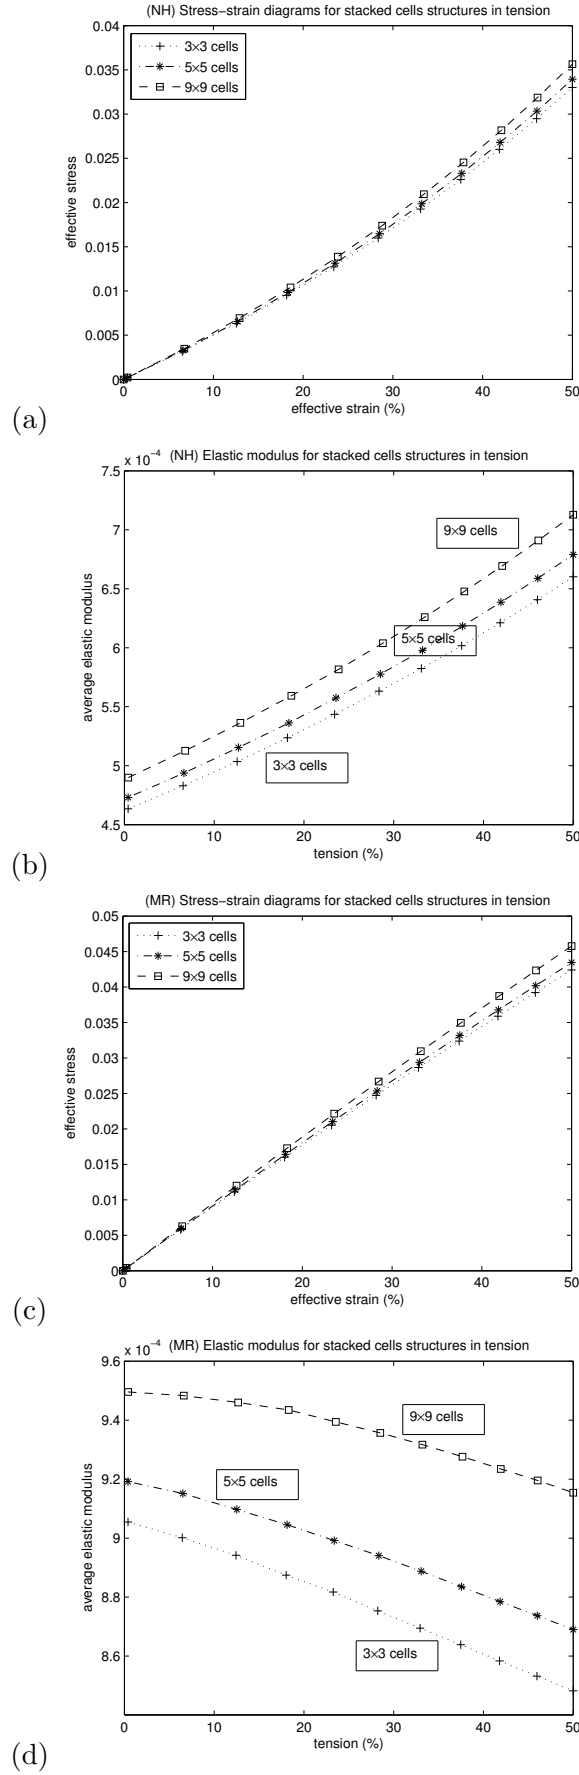 (NH) Stress−strain diagrams for stacked cells structures in tension
0.04
0.035
0.03
0.025
0.02
0.015
0.01
0.005
0
effective stress
3×3 cells
5×5 cells
9×9 cells
0 10 20 30 40 50
effective strain (%)
(a)
x 10⁻⁴
(NH) Elastic modulus for stacked cells structures in tension
7.5
7
6.5
6
5.5
5
4.5
average elastic modulus
9×9 cells
5×5 cells
3×3 cells
0 10 20 30 40 50
tension (%)
(b)
(MR) Stress−strain diagrams for stacked cells structures in tension
0.05
0.045
0.04
0.035
0.03
0.025
0.02
0.015
0.01
0.005
0
effective stress
3×3 cells
5×5 cells
9×9 cells
0 10 20 30 40 50
effective strain (%)
(c)
x 10⁻⁴
(MR) Elastic modulus for stacked cells structures in tension
9.6
9.4
9.2
9
8.8
8.6
average elastic modulus
9×9 cells
5×5 cells
3×3 cells
0 10 20 30 40 50
tension (%)
(d)